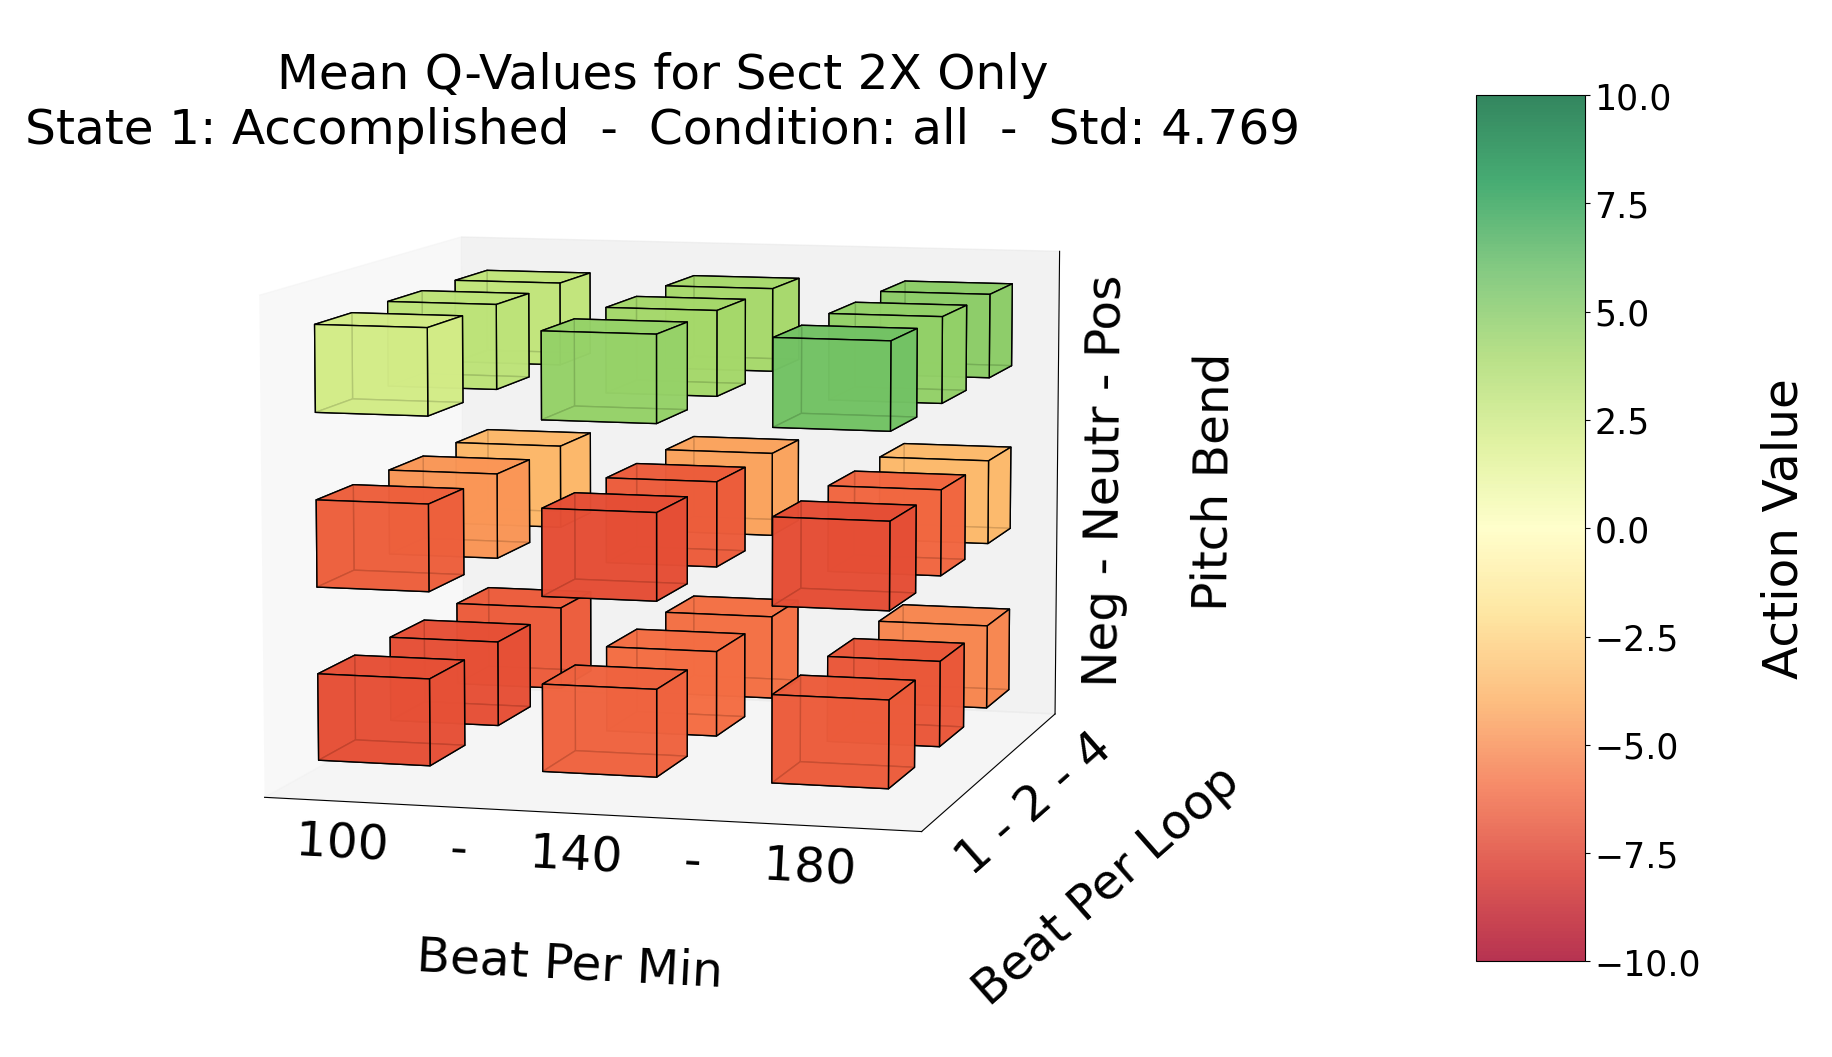 Mean Q-Values for Sect 2X Only
State 1: Accomplished  -  Condition: all  -  Std: 4.769
10.0
7.5
5.0
2.5
0.0
−2.5
−5.0
−7.5
−10.0
Action Value
Neg - Neutr - Pos
Pitch Bend
1 - 2 - 4
Beat Per Loop
100 - 140 - 180
Beat Per Min